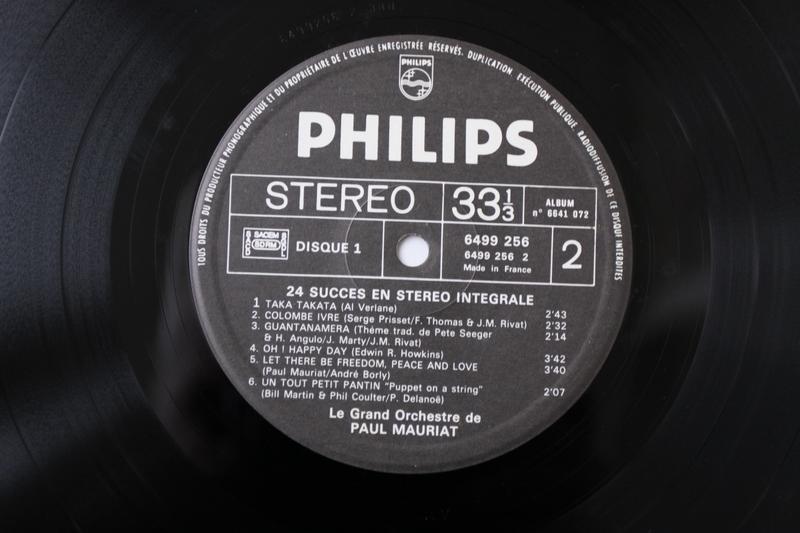 TOUS DROITS DU PRODUCTEUR PHONOGRAPHIQUE ET DU PROPRIÉTAIRE DE L'ŒUVRE ENREGISTRÉE RÉSERVÉS. DUPLICATION, EXÉCUTION PUBLIQUE, RADIODIFFUSION DE CE DISQUE INTERDITES
PHILIPS
PHILIPS
STEREO
33 1/3
ALBUM
n° 6641 072
SACEM
SACD
SDRM
SGDL
DISQUE 1
6499 256
6499 256 2
Made in France
2
24 SUCCES EN STEREO INTEGRALE
1 TAKA TAKATA (Al Verlane) 2'43
2. COLOMBE IVRE (Serge Prisset/F. Thomas & J.M. Rivat) 2'32
3. GUANTANAMERA (Thème trad. de Pete Seeger 2'14
& H. Angulo/J. Marty/J.M. Rivat)
4. OH ! HAPPY DAY (Edwin R. Howkins) 3'42
5. LET THERE BE FREEDOM, PEACE AND LOVE 3'40
(Paul Mauriat/André Borly)
6. UN TOUT PETIT PANTIN "Puppet on a string" 2'07
(Bill Martin & Phil Coulter/P. Delanoë)
Le Grand Orchestre de
PAUL MAURIAT